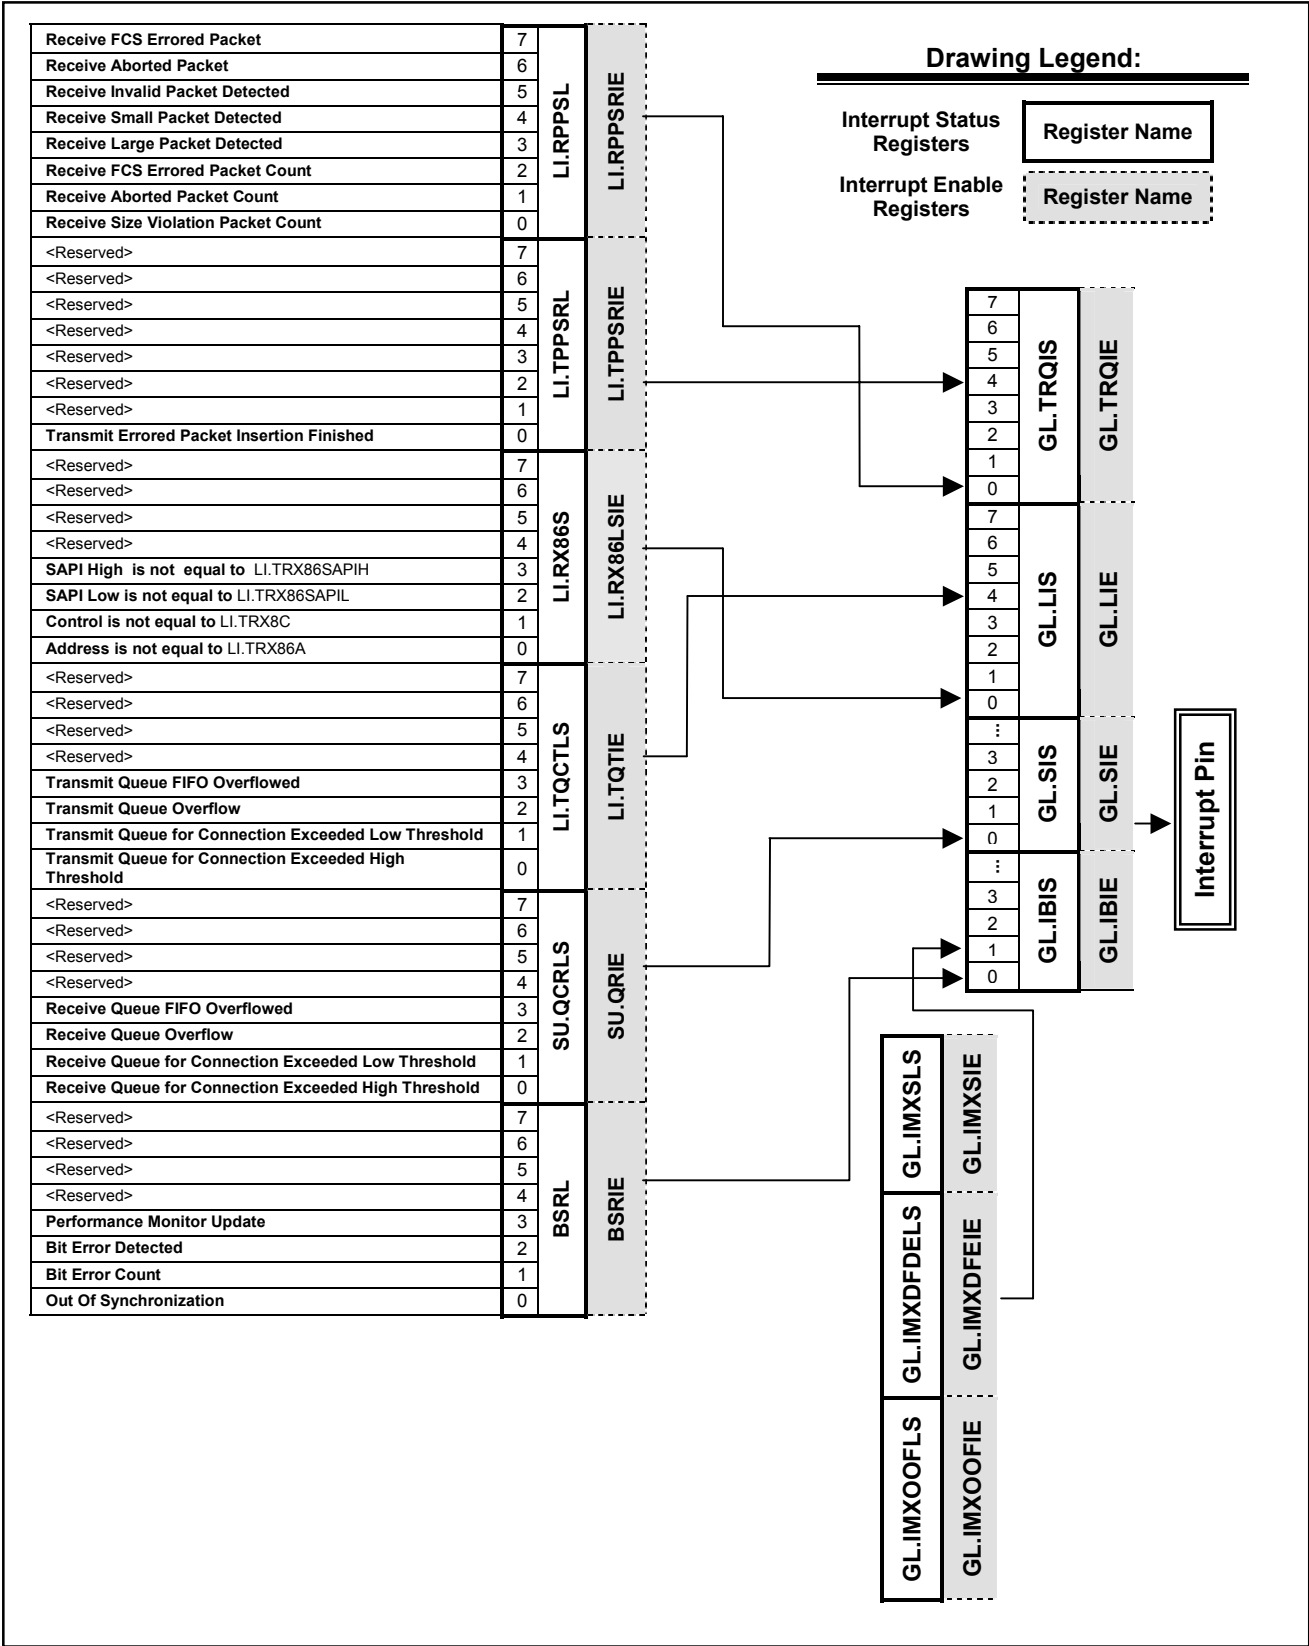 Receive FCS Errored Packet 7
Receive Aborted Packet 6
Receive Invalid Packet Detected 5
Receive Small Packet Detected 4
Receive Large Packet Detected 3
Receive FCS Errored Packet Count 2
Receive Aborted Packet Count 1
Receive Size Violation Packet Count 0
LI.RPPSL
LI.RPPSRIE
<Reserved> 7
<Reserved> 6
<Reserved> 5
<Reserved> 4
<Reserved> 3
<Reserved> 2
<Reserved> 1
Transmit Errored Packet Insertion Finished 0
LI.TPPSRL
LI.TPPSRIE
<Reserved> 7
<Reserved> 6
<Reserved> 5
<Reserved> 4
SAPI High is not equal to LI.TRX86SAPIH 3
SAPI Low is not equal to LI.TRX86SAPIL 2
Control is not equal to LI.TRX8C 1
Address is not equal to LI.TRX86A 0
LI.RX86S
LI.RX86LSIE
<Reserved> 7
<Reserved> 6
<Reserved> 5
<Reserved> 4
Transmit Queue FIFO Overflowed 3
Transmit Queue Overflow 2
Transmit Queue for Connection Exceeded Low Threshold 1
Transmit Queue for Connection Exceeded High
Threshold 0
LI.TQCTLS
LI.TQTIE
<Reserved> 7
<Reserved> 6
<Reserved> 5
<Reserved> 4
Receive Queue FIFO Overflowed 3
Receive Queue Overflow 2
Receive Queue for Connection Exceeded Low Threshold 1
Receive Queue for Connection Exceeded High Threshold 0
SU.QCRLS
SU.QRIE
<Reserved> 7
<Reserved> 6
<Reserved> 5
<Reserved> 4
Performance Monitor Update 3
Bit Error Detected 2
Bit Error Count 1
Out Of Synchronization 0
BSRL
BSRIE
Drawing Legend:
Interrupt Status
Registers
Register Name
Interrupt Enable
Registers
Register Name
7
6
5
4
3
2
1
0
GL.TRQIS
GL.TRQIE
7
6
5
4
3
2
1
0
GL.LIS
GL.LIE
...
3
2
1
0
GL.SIS
GL.SIE
...
3
2
1
0
GL.IBIS
GL.IBIE
Interrupt Pin
GL.IMXSLS
GL.IMXSIE
GL.IMXDFDELS
GL.IMXDFEIE
GL.IMXOOFLS
GL.IMXOOFIE